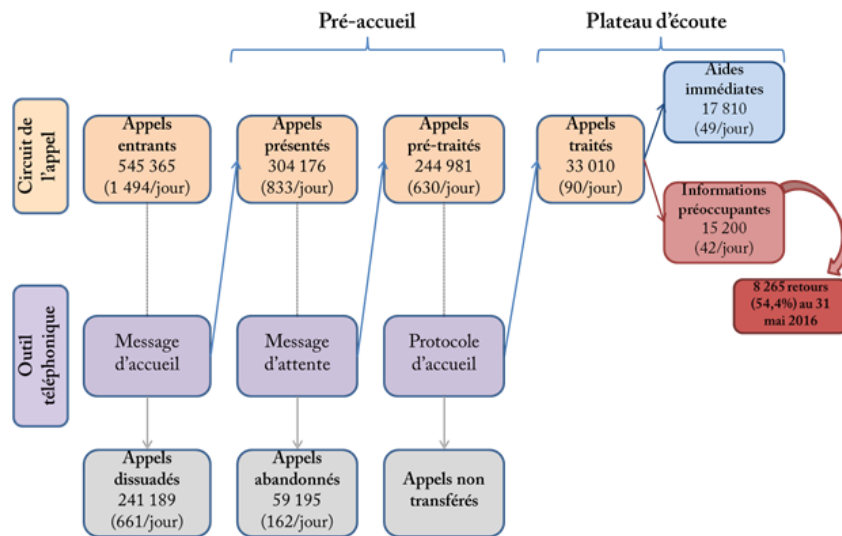 Pré-accueil
Plateau d’écoute
Circuit de
l’appel
Appels
entrants
545 365
(1 494/jour)
Appels
présentés
304 176
(833/jour)
Appels
pré-traités
244 981
(630/jour)
Appels
traités
33 010
(90/jour)
Aides
immédiates
17 810
(49/jour)
Informations
préoccupantes
15 200
(42/jour)
8 265 retours
(54,4%) au 31
mai 2016
Outil
téléphonique
Message
d’accueil
Message
d’attente
Protocole
d’accueil
Appels
dissuadés
241 189
(661/jour)
Appels
abandonnés
59 195
(162/jour)
Appels non
transférés